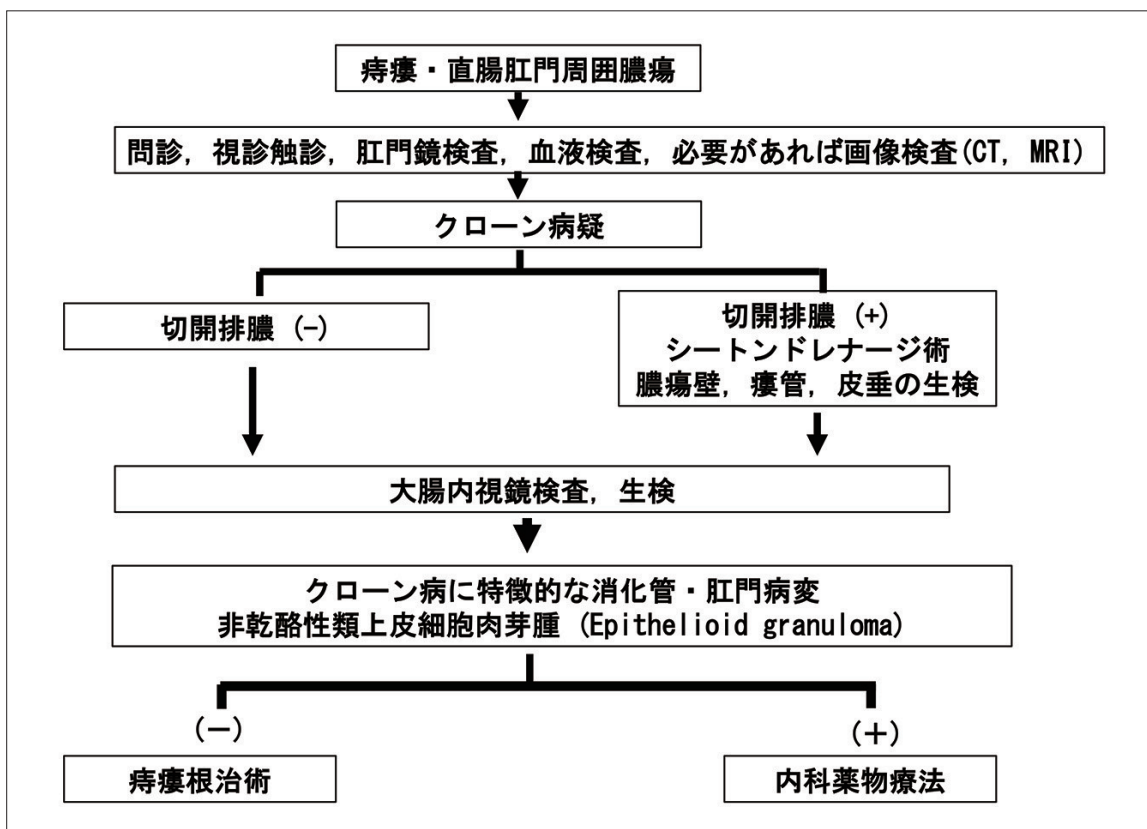 痔瘻・直腸肛門周囲膿瘍
問診, 視診触診, 肛門鏡検査, 血液検査, 必要があれば画像検査(CT, MRI)
クローン病疑
切開排膿 (-)
切開排膿 (+)
シートンドレナージ術
膿瘍壁, 瘻管, 皮垂の生検
大腸内視鏡検査, 生検
クローン病に特徴的な消化管・肛門病変
非乾酪性類上皮細胞肉芽腫 (Epithelioid granuloma)
(−)
(＋)
痔瘻根治術
内科薬物療法